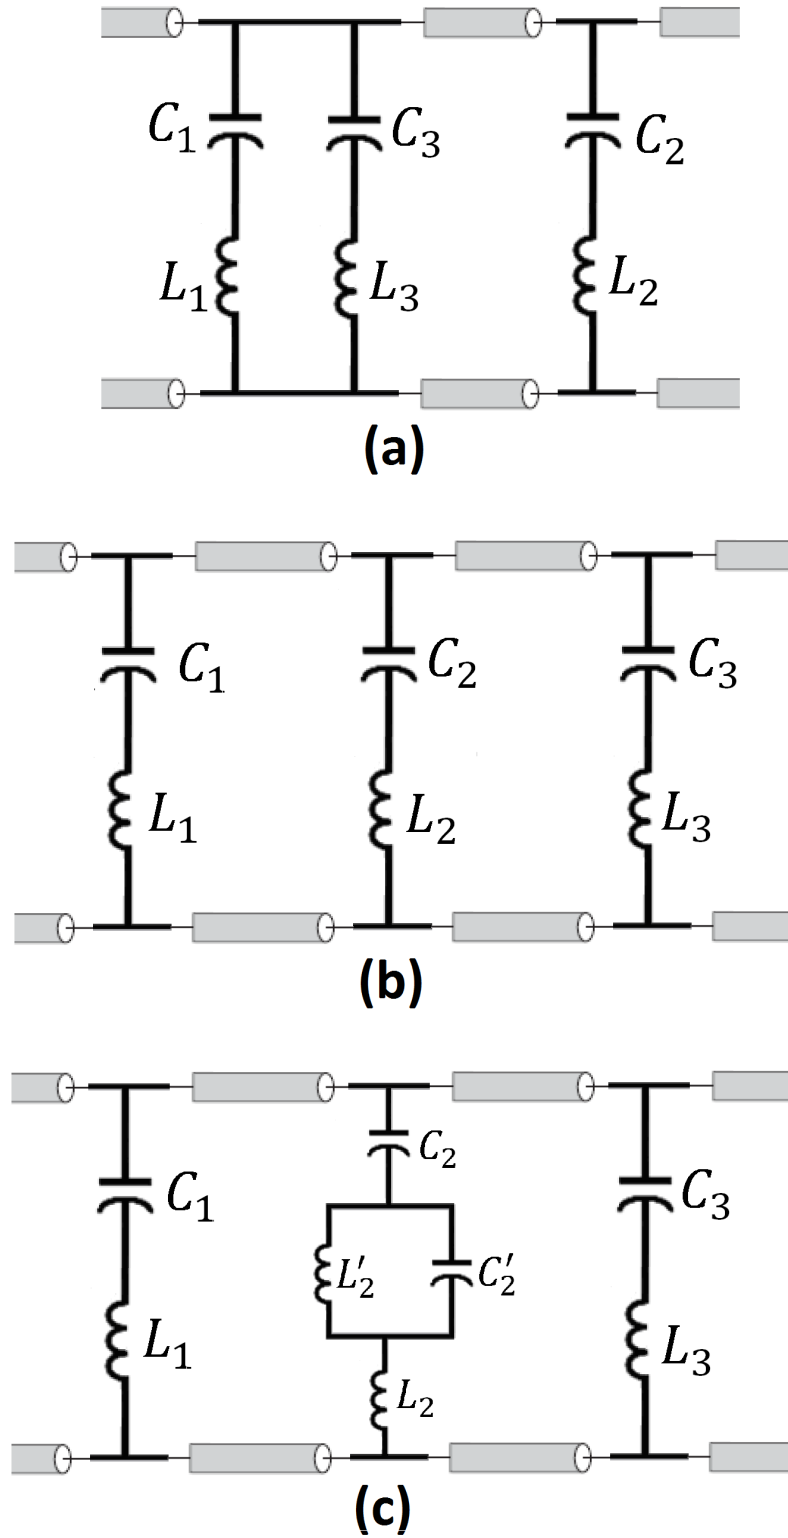 C₁ C₃ C₂
L₁ L₃ L₂
(a)
C₁ C₂ C₃
L₁ L₂ L₃
(b)
C₂
C₁ C₃
L′₂ C′₂
L₁ L₃
L₂
(c)